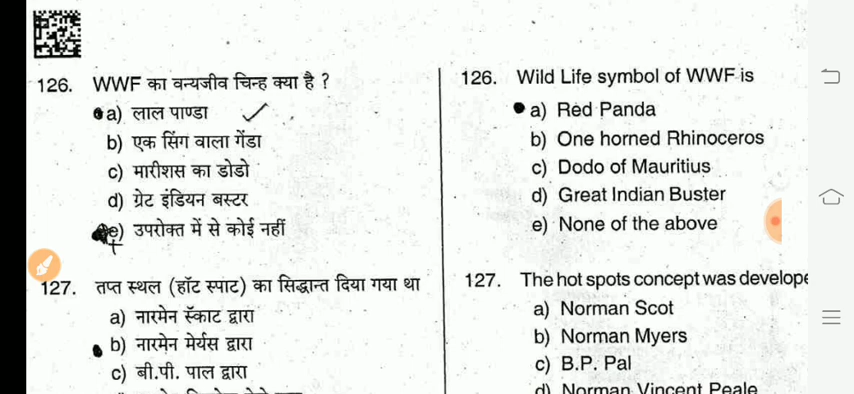 126. WWF का वन्यजीव चिन्ह क्या है ?
a) लाल पाण्डा
b) एक सिंग वाला गेंडा
c) मारीशस का डोडो
d) ग्रेट इंडियन बस्टर
e) उपरोक्त में से कोई नहीं
127. तप्त स्थल (हॉट स्पाट) का सिद्धान्त दिया गया था
a) नारमेन स्कॅाट द्वारा
b) नारमेन मेर्यस द्वारा
c) बी.पी. पाल द्वारा
126. Wild Life symbol of WWF is
a) Red Panda
b) One horned Rhinoceros
c) Dodo of Mauritius
d) Great Indian Buster
e) None of the above
127. The hot spots concept was develope
a) Norman Scot
b) Norman Myers
c) B.P. Pal
d) Norman Vincent Peale